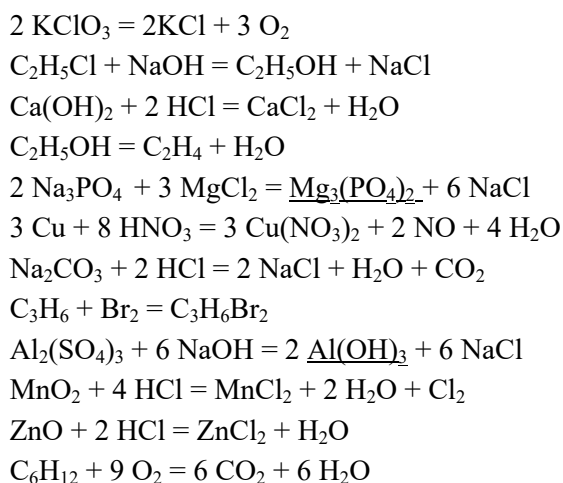 2 KClO₃ = 2KCl + 3 O₂
C₂H₅Cl + NaOH = C₂H₅OH + NaCl
Ca(OH)₂ + 2 HCl = CaCl₂ + H₂O
C₂H₅OH = C₂H₄ + H₂O
2 Na₃PO₄ + 3 MgCl₂ = Mg₃(PO₄)₂ + 6 NaCl
3 Cu + 8 HNO₃ = 3 Cu(NO₃)₂ + 2 NO + 4 H₂O
Na₂CO₃ + 2 HCl = 2 NaCl + H₂O + CO₂
C₃H₆ + Br₂ = C₃H₆Br₂
Al₂(SO₄)₃ + 6 NaOH = 2 Al(OH)₃ + 6 NaCl
MnO₂ + 4 HCl = MnCl₂ + 2 H₂O + Cl₂
ZnO + 2 HCl = ZnCl₂ + H₂O
C₆H₁₂ + 9 O₂ = 6 CO₂ + 6 H₂O